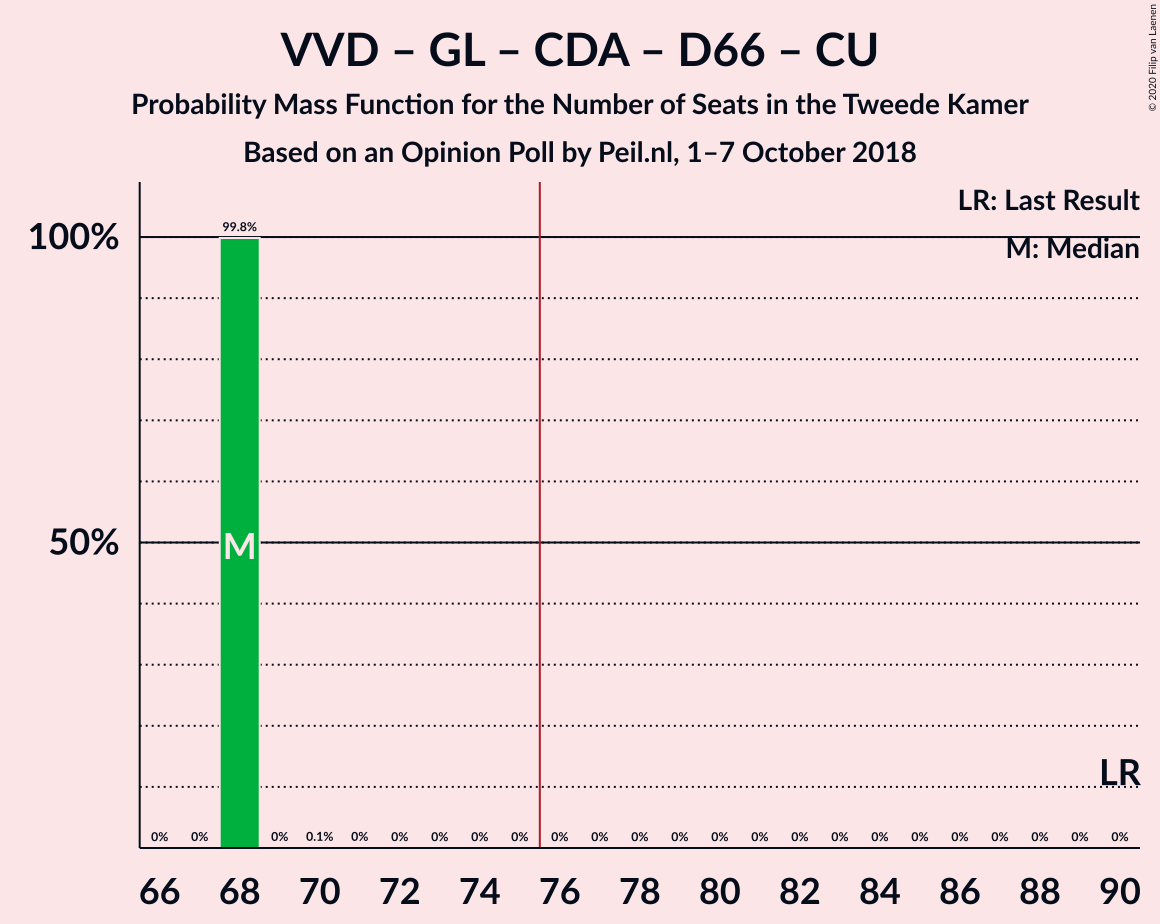 VVD – GL – CDA – D66 – CU
Probability Mass Function for the Number of Seats in the Tweede Kamer
Based on an Opinion Poll by Peil.nl, 1–7 October 2018
© 2020 Filip van Laenen
LR: Last Result
M: Median
100%
50%
99.8%
M
LR
0% 0% 0% 0.1% 0% 0% 0% 0% 0% 0% 0% 0% 0% 0% 0% 0% 0% 0% 0% 0% 0% 0% 0% 0%
66 68 70 72 74 76 78 80 82 84 86 88 90